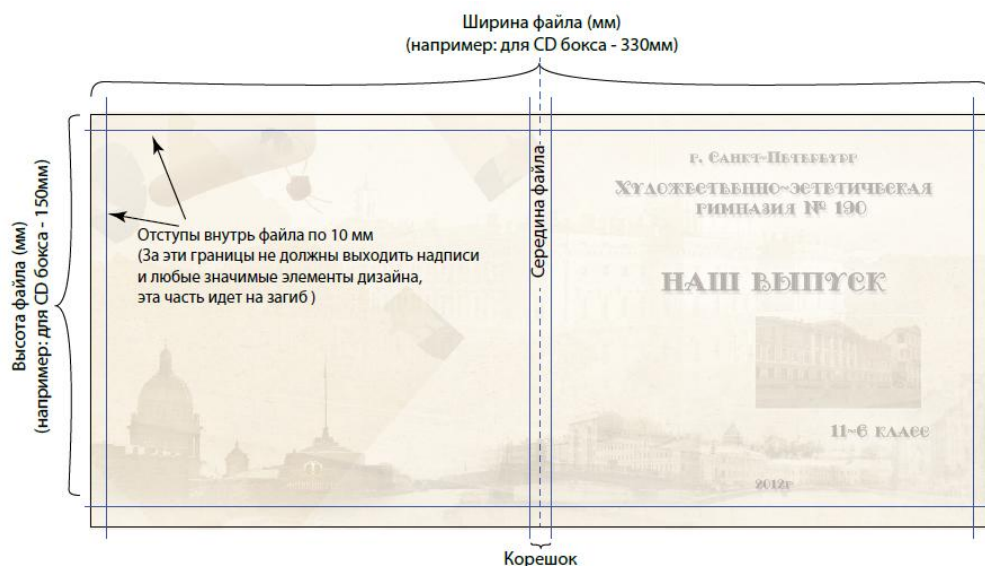 Ширина файла (мм)
(например: для CD бокса - 330мм)
Высота файла (мм)
(например: для CD бокса - 150мм)
Отступы внутрь файла по 10 мм
(За эти границы не должны выходить надписи
и любые значимые элементы дизайна,
эта часть идет на загиб )
Середина файла
г. Санкт-Петербург
Художественно-эстетическая
гимназия № 190
НАШ ВЫПУСК
11-б класс
2012г
Корешок